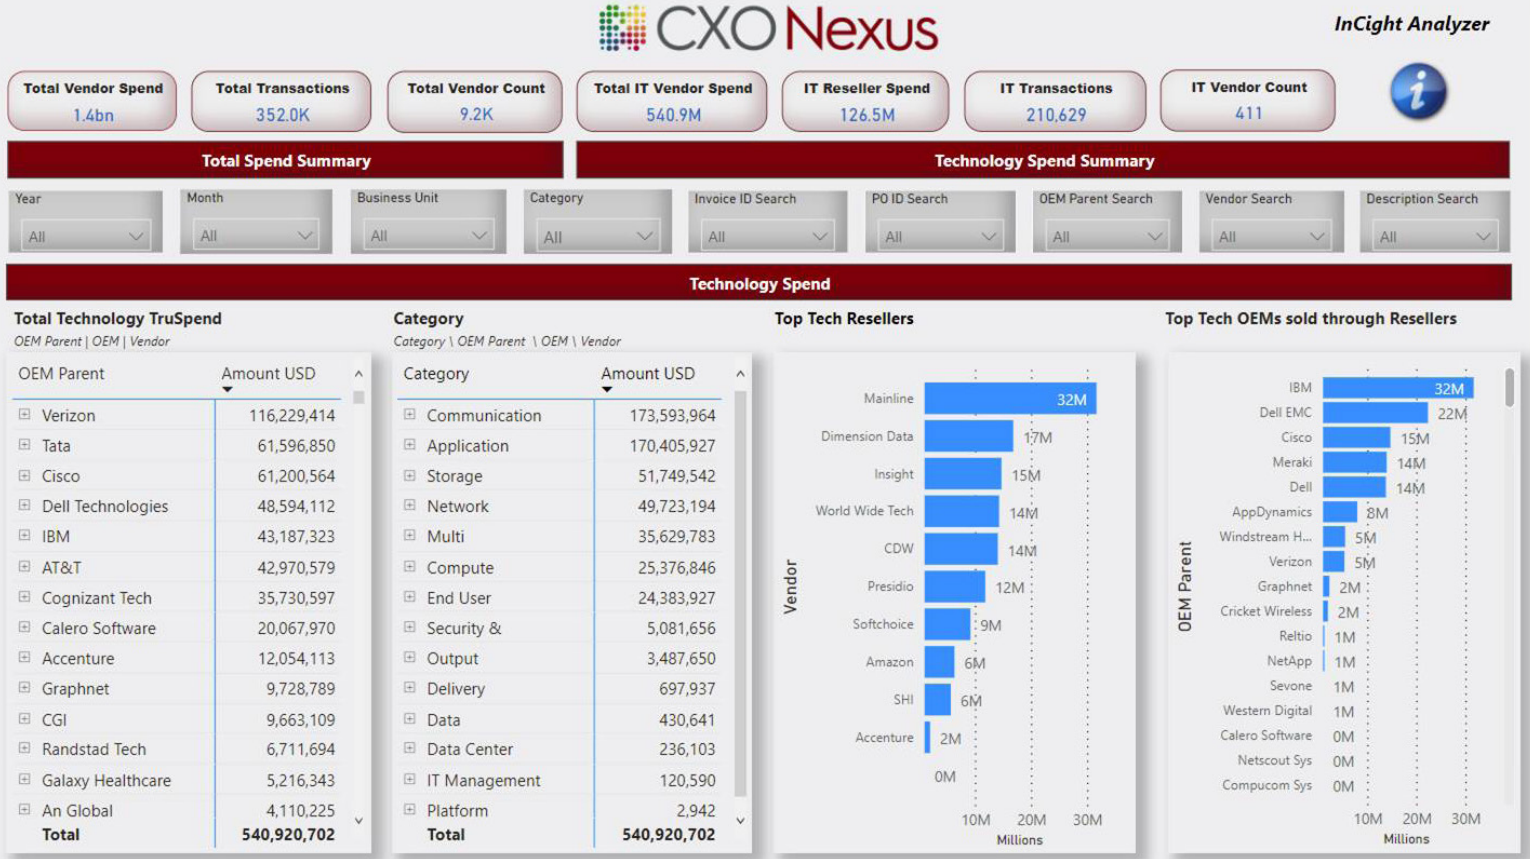 CXO Nexus
InCight Analyzer
Total Vendor Spend
1.4bn
Total Transactions
352.0K
Total Vendor Count
9.2K
Total IT Vendor Spend
540.9M
IT Reseller Spend
126.5M
IT Transactions
210,629
IT Vendor Count
411
i
Total Spend Summary
Technology Spend Summary
Year
All
Month
All
Business Unit
All
Category
All
Invoice ID Search
All
PO ID Search
All
OEM Parent Search
All
Vendor Search
All
Description Search
All
Technology Spend
Total Technology TruSpend
OEM Parent | OEM | Vendor
OEM Parent Amount USD
Verizon 116,229,414
Tata 61,596,850
Cisco 61,200,564
Dell Technologies 48,594,112
IBM 43,187,323
AT&T 42,970,579
Cognizant Tech 35,730,597
Calero Software 20,067,970
Accenture 12,054,113
Graphnet 9,728,789
CGI 9,663,109
Randstad Tech 6,711,694
Galaxy Healthcare 5,216,343
An Global 4,110,225
Total 540,920,702
Category
Category \ OEM Parent \ OEM \ Vendor
Category Amount USD
Communication 173,593,964
Application 170,405,927
Storage 51,749,542
Network 49,723,194
Multi 35,629,783
Compute 25,376,846
End User 24,383,927
Security & 5,081,656
Output 3,487,650
Delivery 697,937
Data 430,641
Data Center 236,103
IT Management 120,590
Platform 2,942
Total 540,920,702
Top Tech Resellers
Vendor
Mainline 32M
Dimension Data 17M
Insight 15M
World Wide Tech 14M
CDW 14M
Presidio 12M
Softchoice 9M
Amazon 6M
SHI 6M
Accenture 2M
0M
10M 20M 30M
Millions
Top Tech OEMs sold through Resellers
OEM Parent
IBM 32M
Dell EMC 22M
Cisco 15M
Meraki 14M
Dell 14M
AppDynamics 8M
Windstream H... 5M
Verizon 5M
Graphnet 2M
Cricket Wireless 2M
Reltio 1M
NetApp 1M
Sevone 1M
Western Digital 1M
Calero Software 0M
Netscout Sys 0M
Compucom Sys 0M
10M 20M 30M
Millions